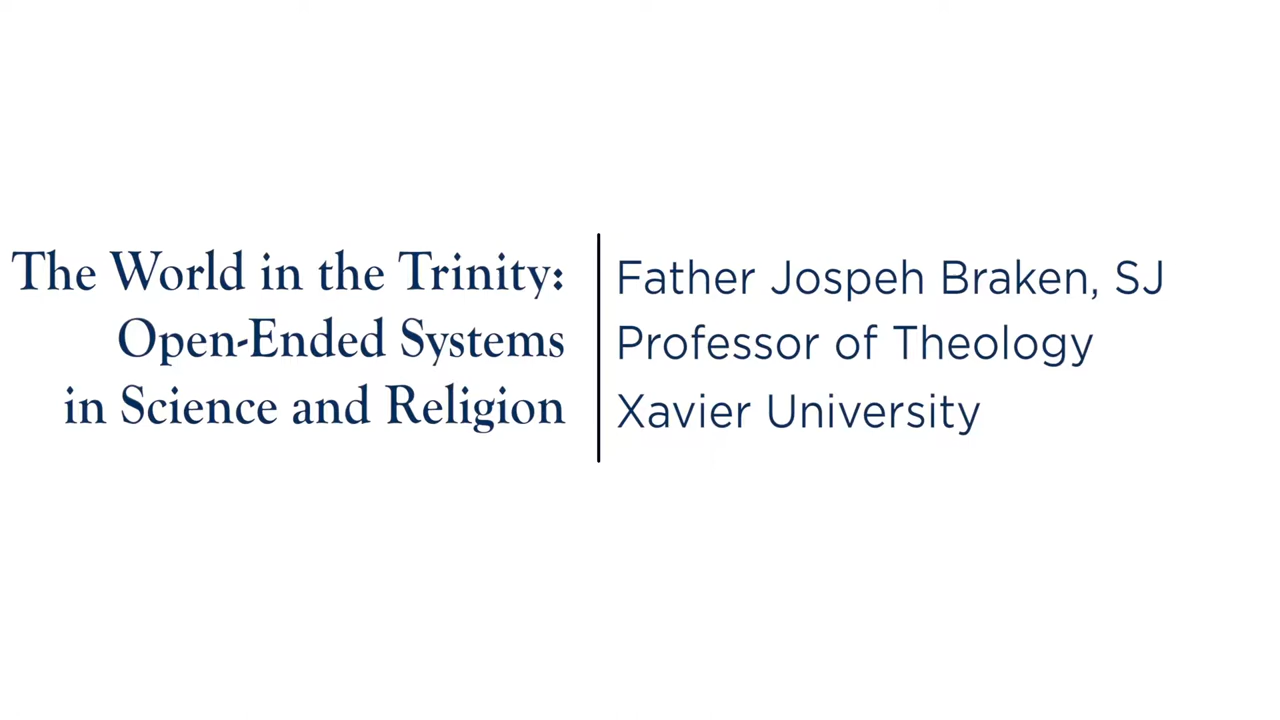 The World in the Trinity:
Open-Ended Systems
in Science and Religion
Father Jospeh Braken, SJ
Professor of Theology
Xavier University